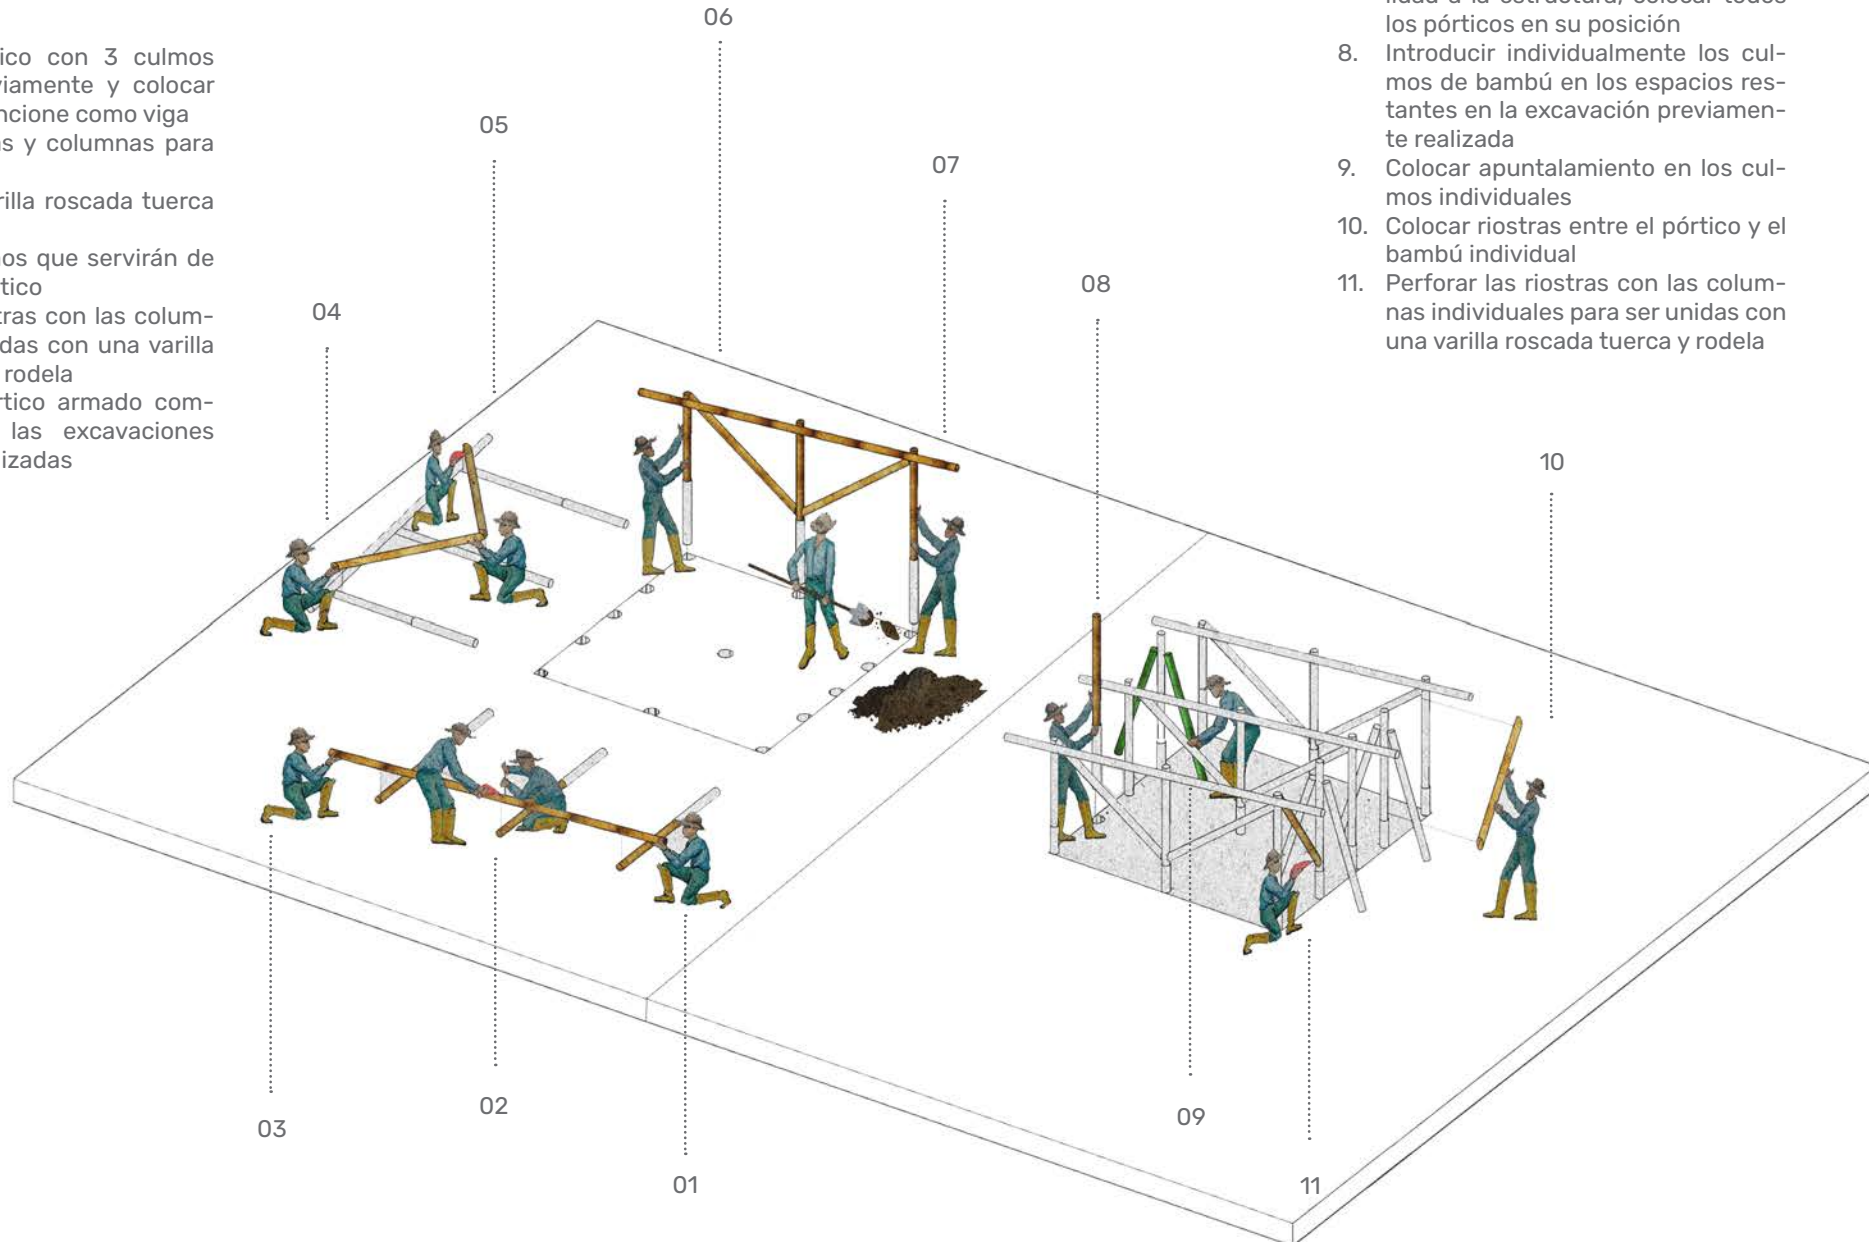 ico con 3 culmos
viamente y colocar
ncione como viga
s y columnas para
rilla roscada tuerca
os que servirán de
tico
tras con las colum-
das con una varilla
rodela
rtico armado com-
las excavaciones
izadas
los pórticos en su posición
8. Introducir individualmente los cul-
mos de bambú en los espacios res-
tantes en la excavación previamen-
te realizada
9. Colocar apuntalamiento en los cul-
mos individuales
10. Colocar riostras entre el pórtico y el
bambú individual
11. Perforar las riostras con las colum-
nas individuales para ser unidas con
una varilla roscada tuerca y rodela
06
05
07
08
04
10
03
02
01
09
11